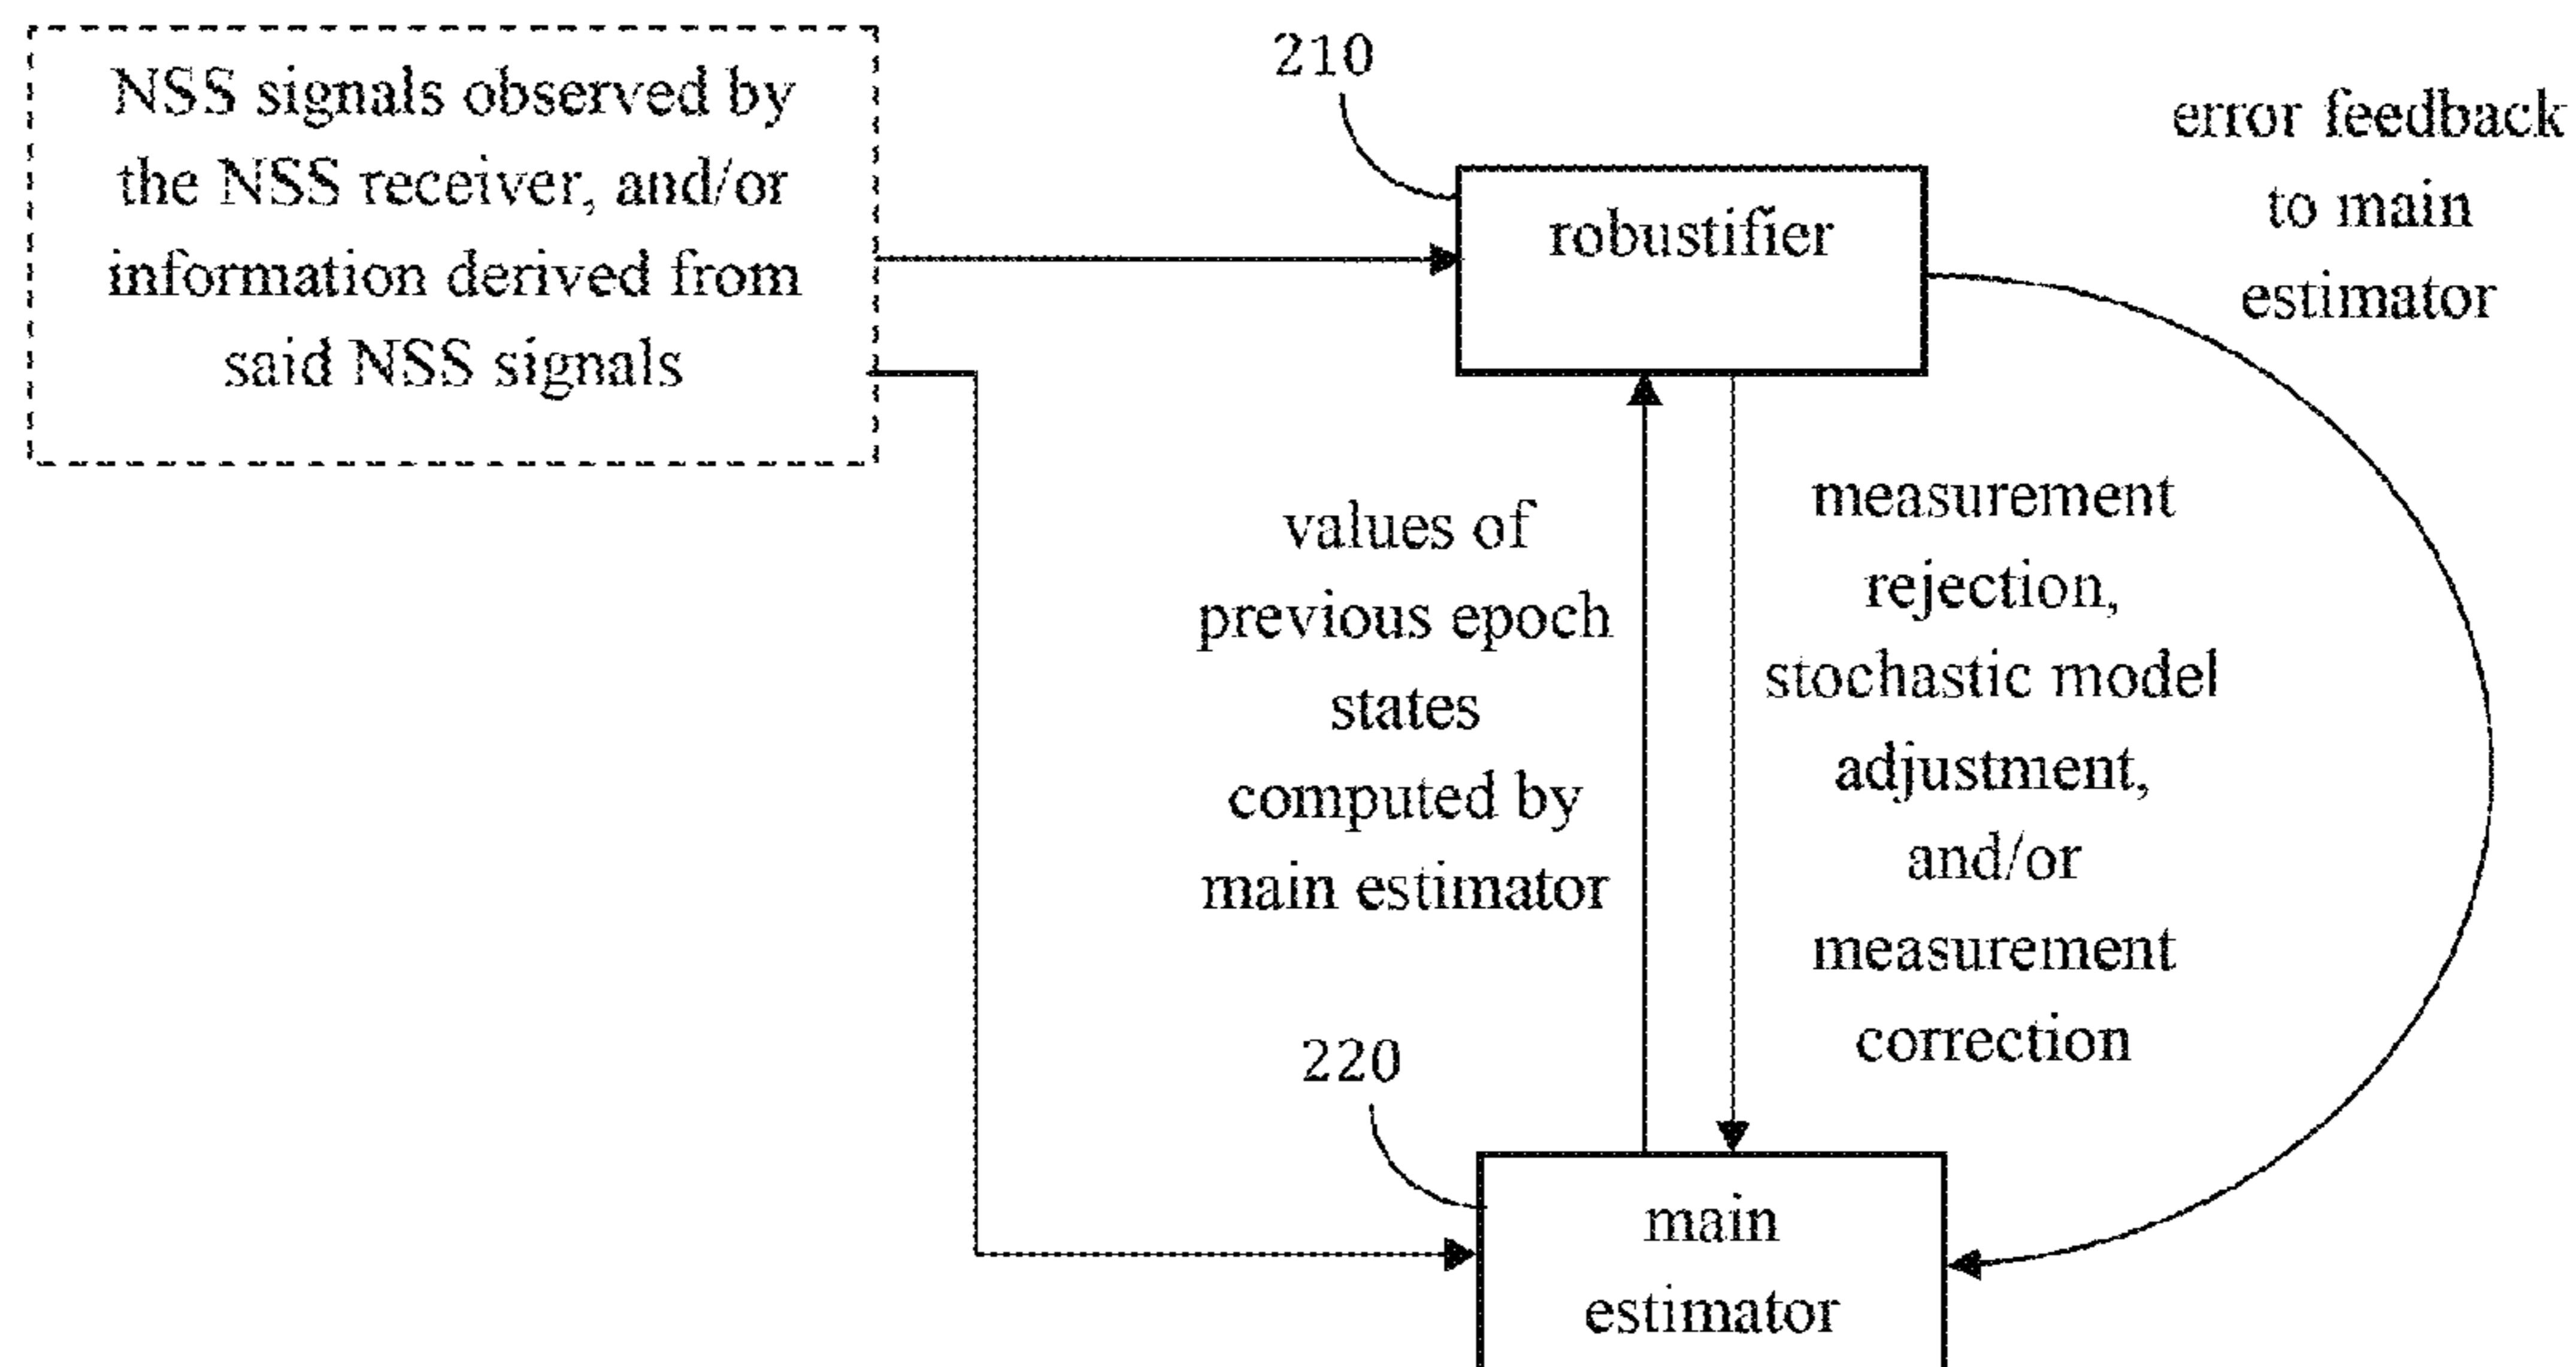 NSS signals observed by
the NSS receiver, and/or
information derived from
said NSS signals
210
robustifier
error feedback
to main
estimator
values of
previous epoch
states
computed by
main estimator
measurement
rejection,
stochastic model
adjustment,
and/or
measurement
correction
220
main
estimator